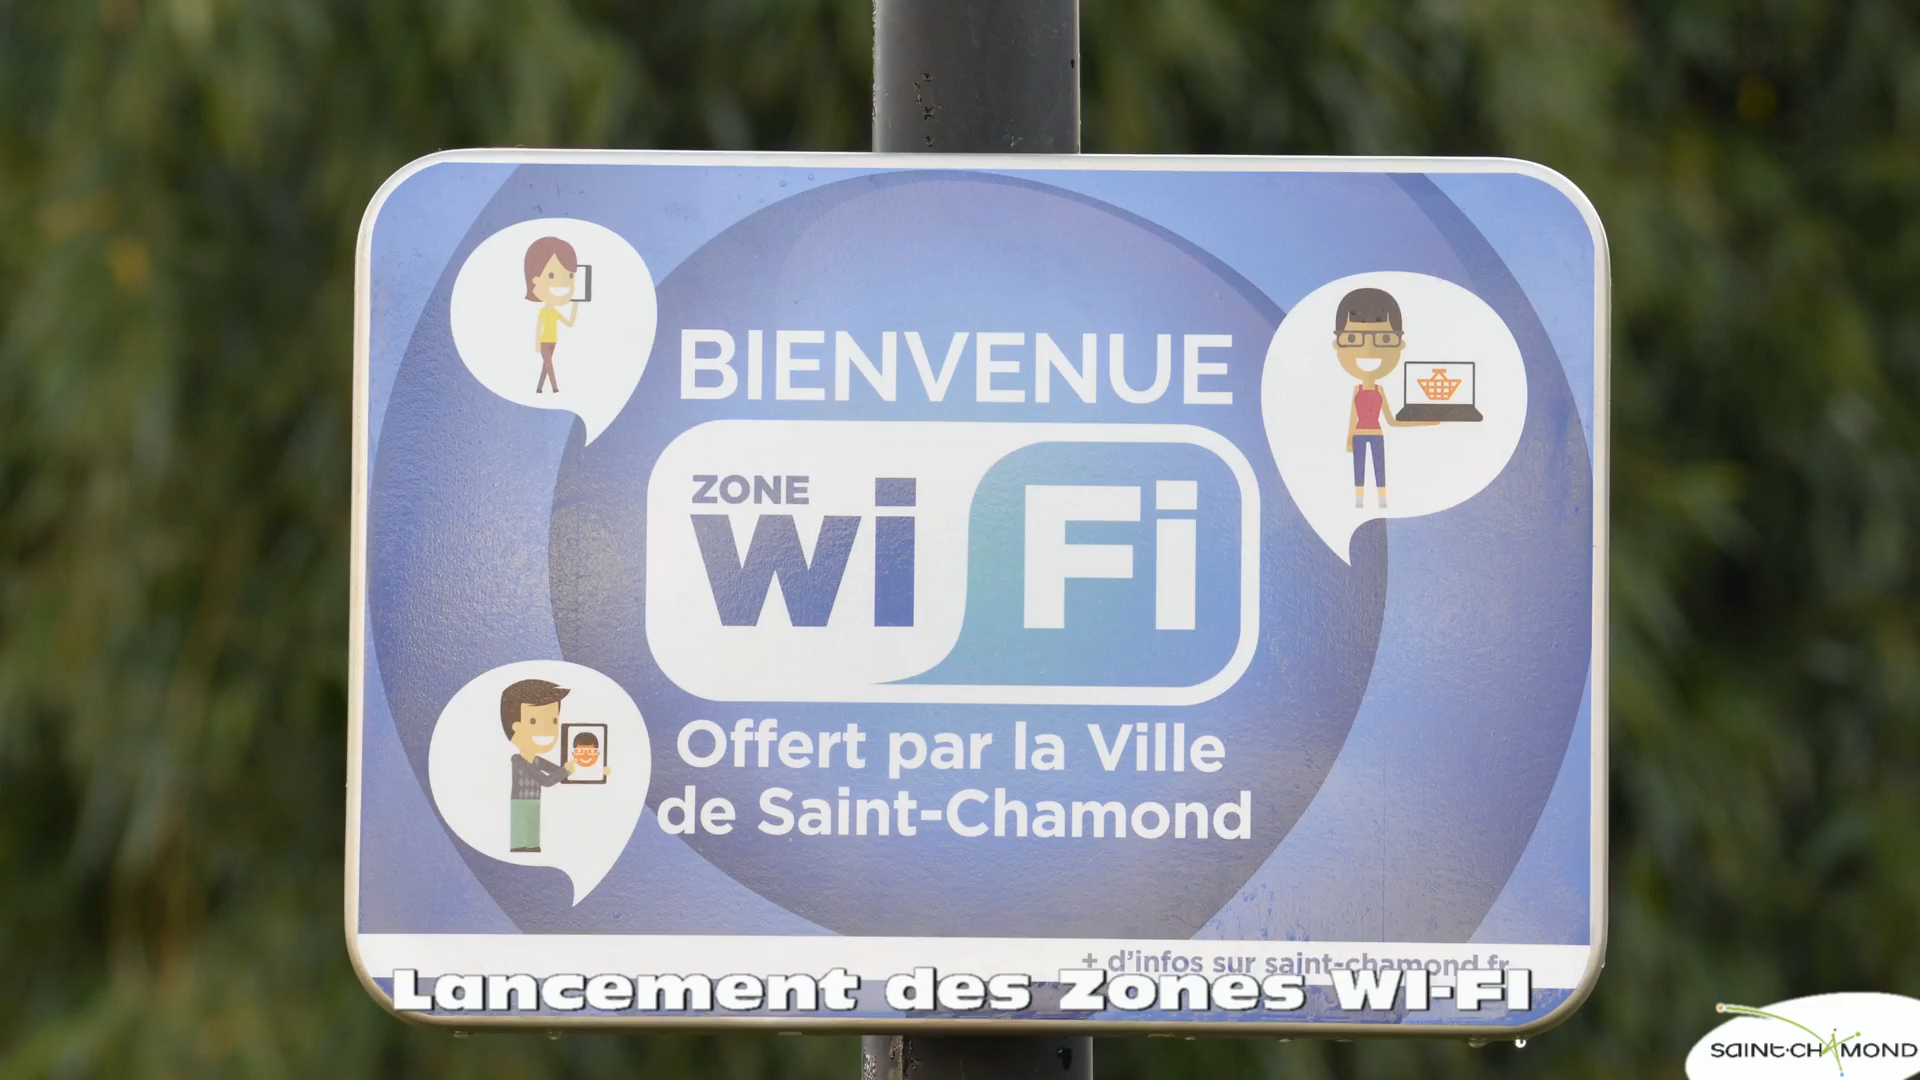 BIENVENUE
ZONE
wi Fi
Offert par la Ville
de Saint-Chamond
+ d'infos sur saint-chamond.fr
Lancement des Zones WI-FI
SAINT-CHAMOND